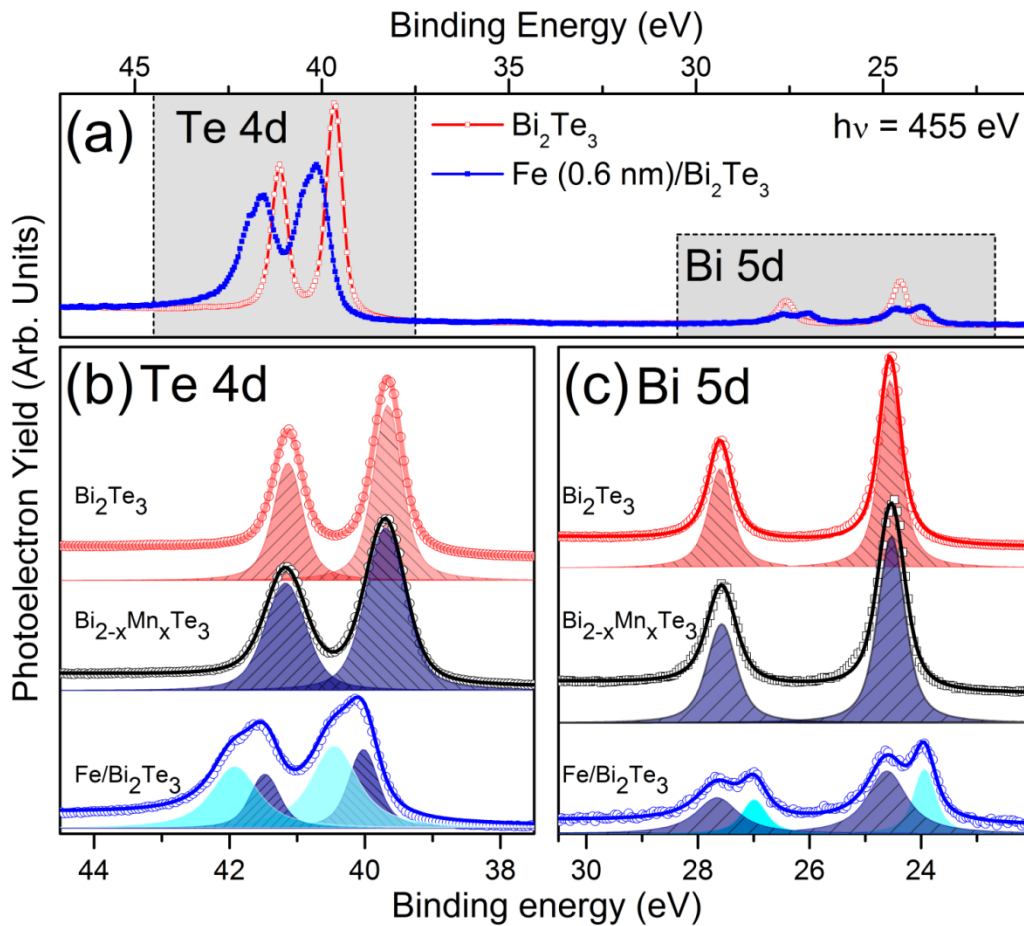 Binding Energy (eV)
45 40 35 30 25
(a) Te 4d
Bi₂Te₃
Fe (0.6 nm)/Bi₂Te₃
hν = 455 eV
Bi 5d
Photoelectron Yield (Arb. Units)
(b) Te 4d
Bi₂Te₃
Bi₂₋ₓMnₓTe₃
Fe/Bi₂Te₃
44 42 40 38
(c) Bi 5d
Bi₂Te₃
Bi₂₋ₓMnₓTe₃
Fe/Bi₂Te₃
30 28 26 24
Binding energy (eV)